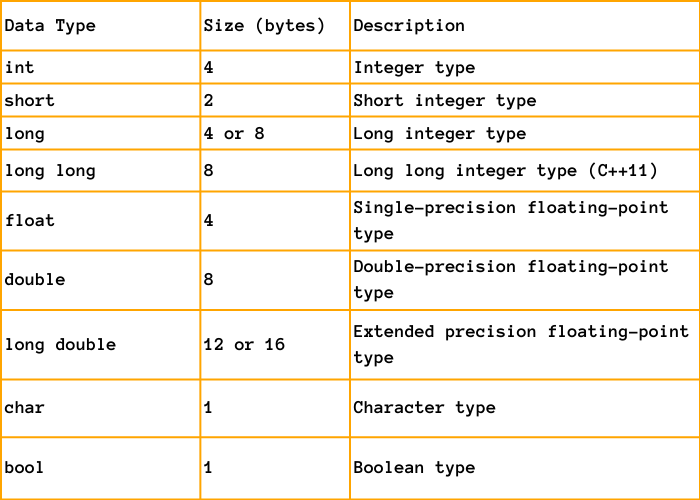 Data Type Size (bytes) Description
int 4 Integer type
short 2 Short integer type
long 4 or 8 Long integer type
long long 8 Long long integer type (C++11)
float 4 Single-precision floating-point
type
double 8 Double-precision floating-point
type
long double 12 or 16 Extended precision floating-point
type
char 1 Character type
bool 1 Boolean type